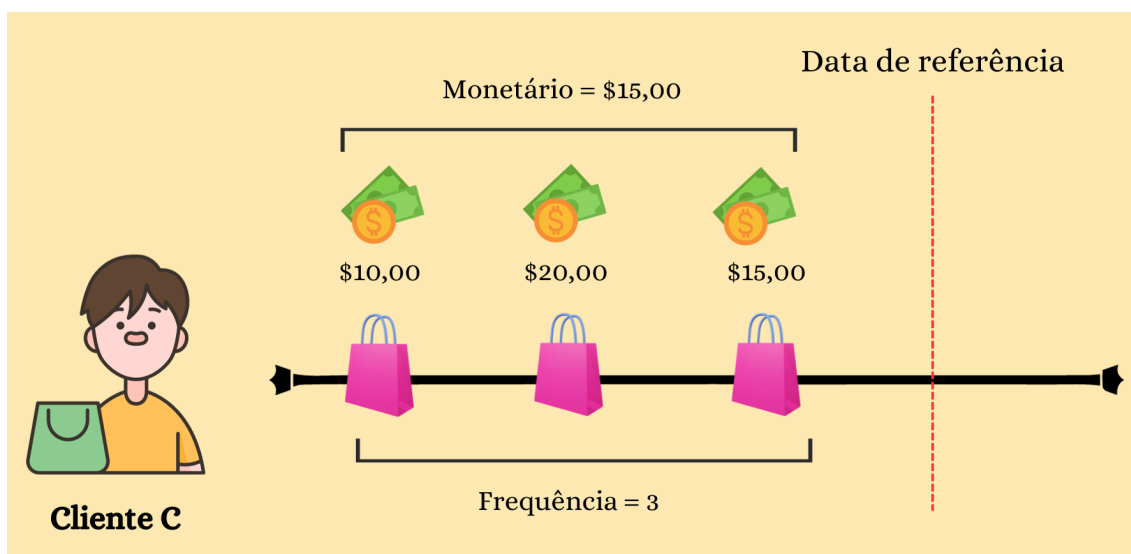 Data de referência
Monetário = $15,00
$10,00 $20,00 $15,00
Frequência = 3
Cliente C